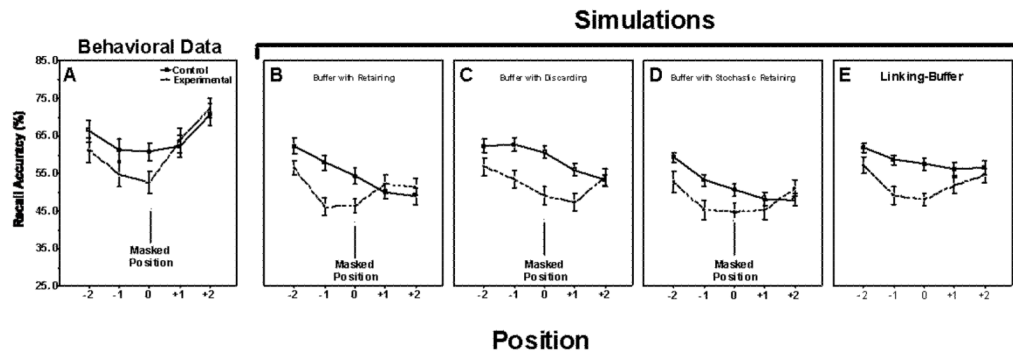 Simulations
Behavioral Data
A
Control
Experimental
B
Buffer with Retaining
C
Buffer with Discarding
D
Buffer with Stochastic Retaining
E
Linking-Buffer
Recall Accuracy (%)
85.0
75.0
65.0
55.0
45.0
35.0
25.0
Masked
Position
Masked
Position
Masked
Position
Masked
Position
-2 -1 0 +1 +2
-2 -1 0 +1 +2
-2 -1 0 +1 +2
-2 -1 0 +1 +2
-2 -1 0 +1 +2
Position